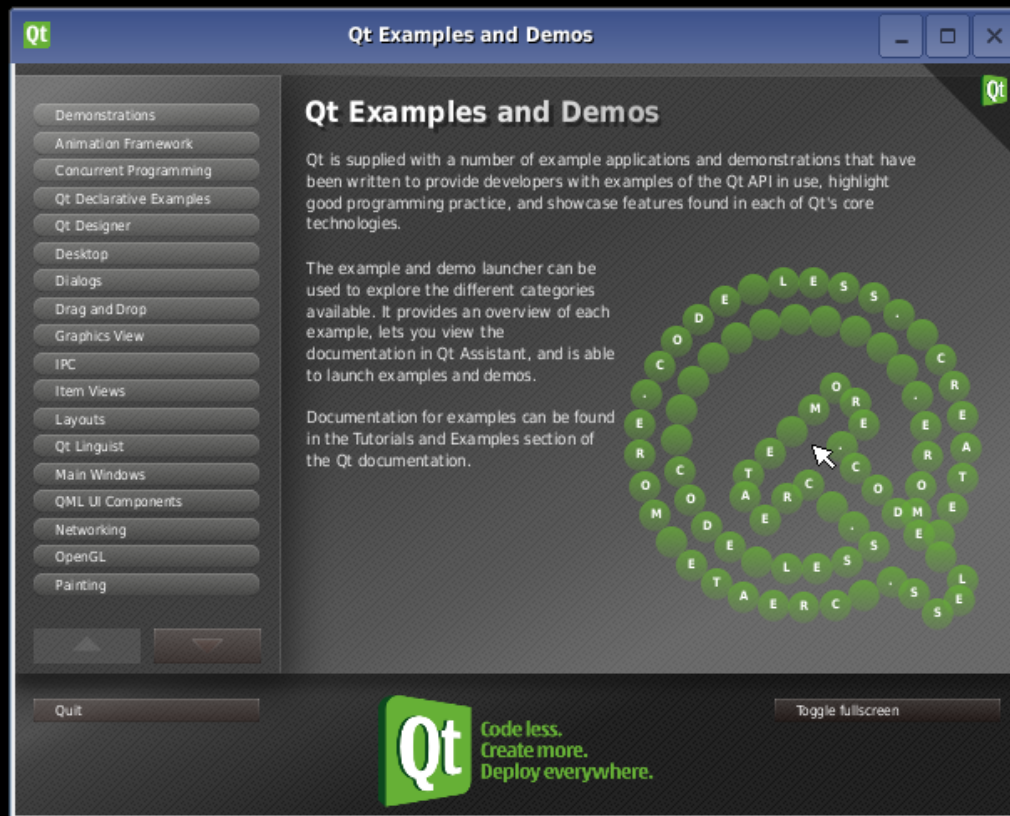 Qt Qt Examples and Demos
Qt
Demonstrations
Animation Framework
Concurrent Programming
Qt Declarative Examples
Qt Designer
Desktop
Dialogs
Drag and Drop
Graphics View
IPC
Item Views
Layouts
Qt Linguist
Main Windows
QML UI Components
Networking
OpenGL
Painting
Qt Examples and Demos
Qt is supplied with a number of example applications and demonstrations that have
been written to provide developers with examples of the Qt API in use, highlight
good programming practice, and showcase features found in each of Qt's core
technologies.
The example and demo launcher can be
used to explore the different categories
available. It provides an overview of each
example, lets you view the
documentation in Qt Assistant, and is able
to launch examples and demos.
Documentation for examples can be found
in the Tutorials and Examples section of
the Qt documentation.
CODE LESS. CREATE MORE.
Quit
Toggle fullscreen
Qt
Code less.
Create more.
Deploy everywhere.